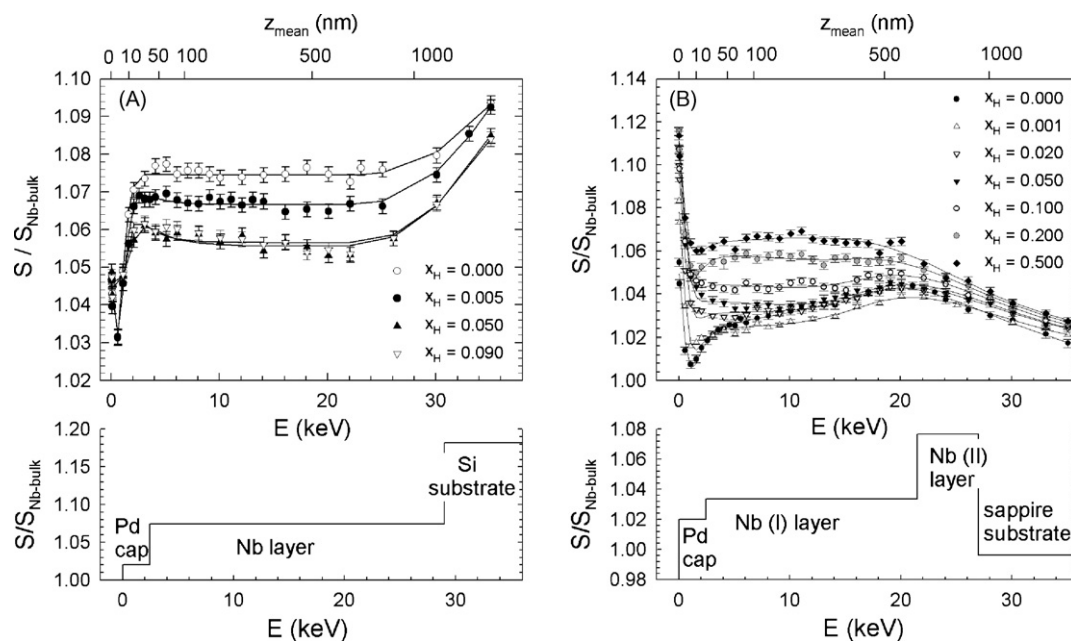 z_mean (nm)
0 10 50 100 500 1000
1.10
1.09
1.08
1.07
1.06
1.05
1.04
1.03
1.02
S / S_Nb-bulk
(A)
x_H = 0.000
x_H = 0.005
x_H = 0.050
x_H = 0.090
0 10 20 30
E (keV)
1.20
1.15
1.10
1.05
1.00
S/S_Nb-bulk
Pd
cap
Nb layer
Si
substrate
0 10 20 30
E (keV)
z_mean (nm)
0 10 50 100 500 1000
1.14
1.12
1.10
1.08
1.06
1.04
1.02
1.00
S/S_Nb-bulk
(B)
x_H = 0.000
x_H = 0.001
x_H = 0.020
x_H = 0.050
x_H = 0.100
x_H = 0.200
x_H = 0.500
0 10 20 30
E (keV)
1.08
1.06
1.04
1.02
1.00
0.98
S/S_Nb-bulk
Pd
cap
Nb (I) layer
Nb (II)
layer
sappire
substrate
0 10 20 30
E (keV)